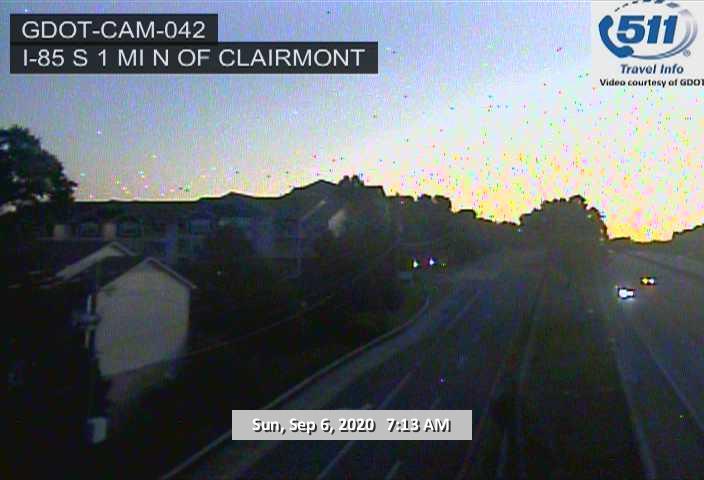 GDOT-CAM-042
I-85 S 1 MI N OF CLAIRMONT
511
Travel Info
Video courtesy of GDOT
Sun, Sep 6, 2020 7:13 AM